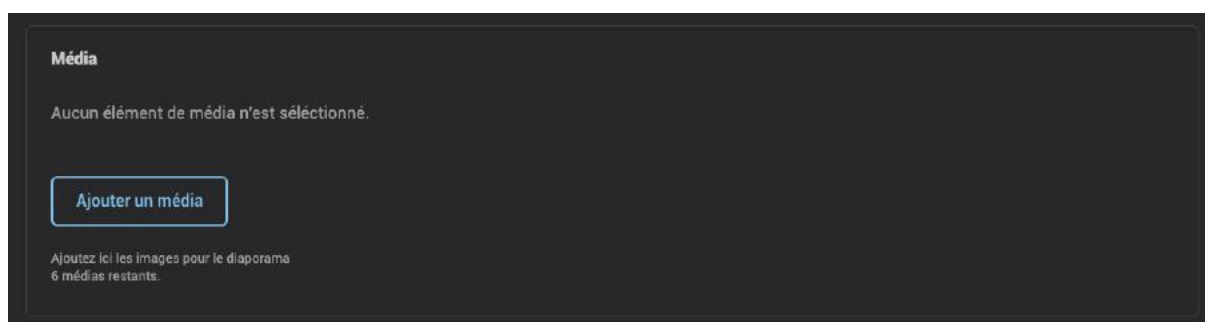 Média
Aucun élément de média n'est séléctionné.
Ajouter un média
Ajoutez ici les images pour le diaporama
6 médias restants.